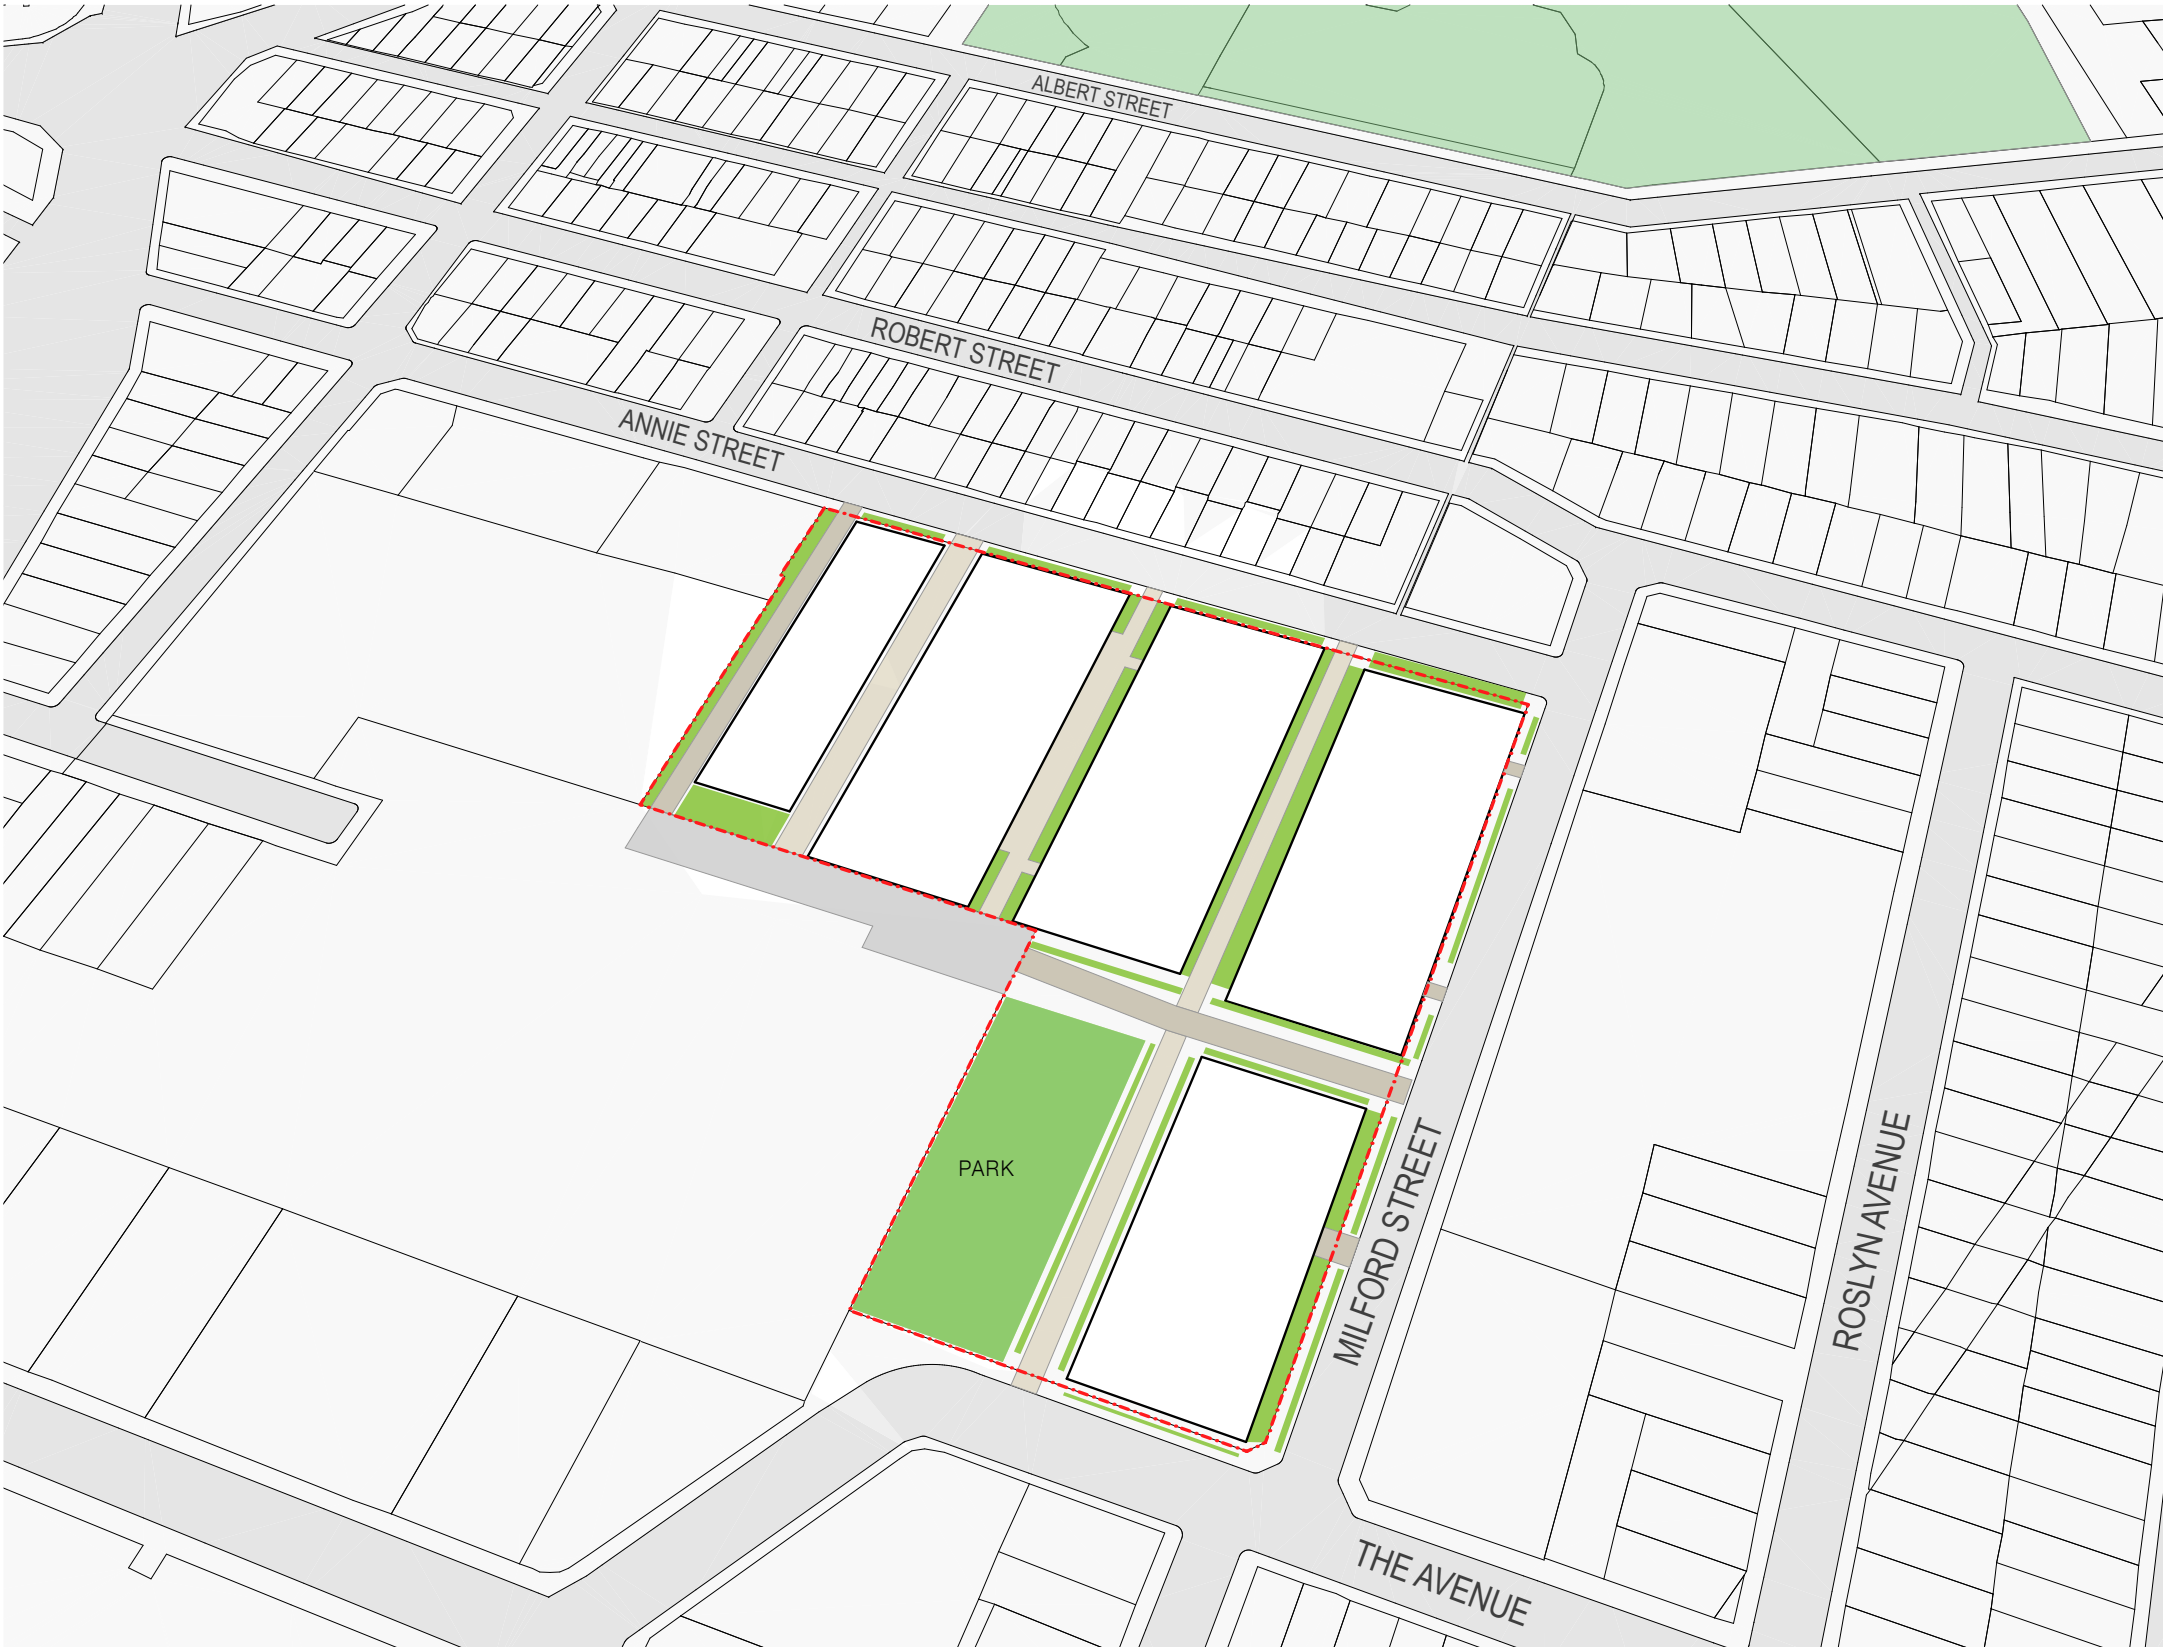 ALBERT STREET
ROBERT STREET
ANNIE STREET
PARK
MILFORD STREET
ROSLYN AVENUE
THE AVENUE